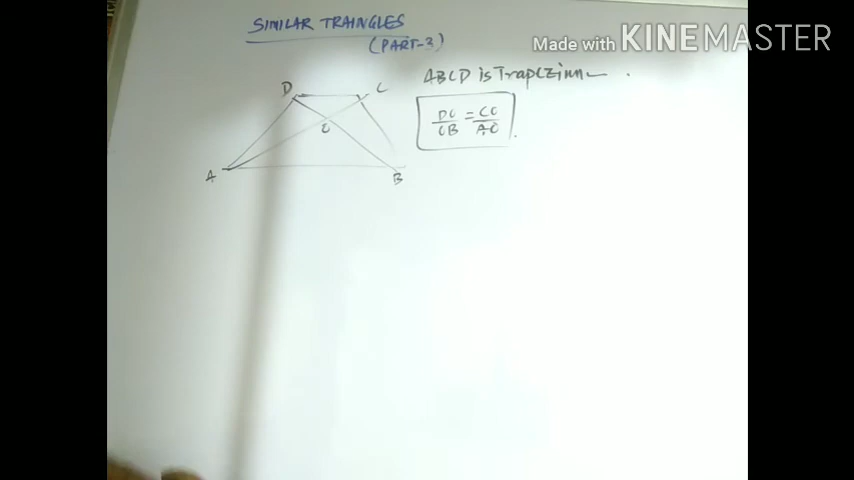 SIMILAR TRAINGLES
(PART-3)
Made with KINEMASTER
ABCD is Trapezium
D
C
DO/OB = CO/AO
O
A
B